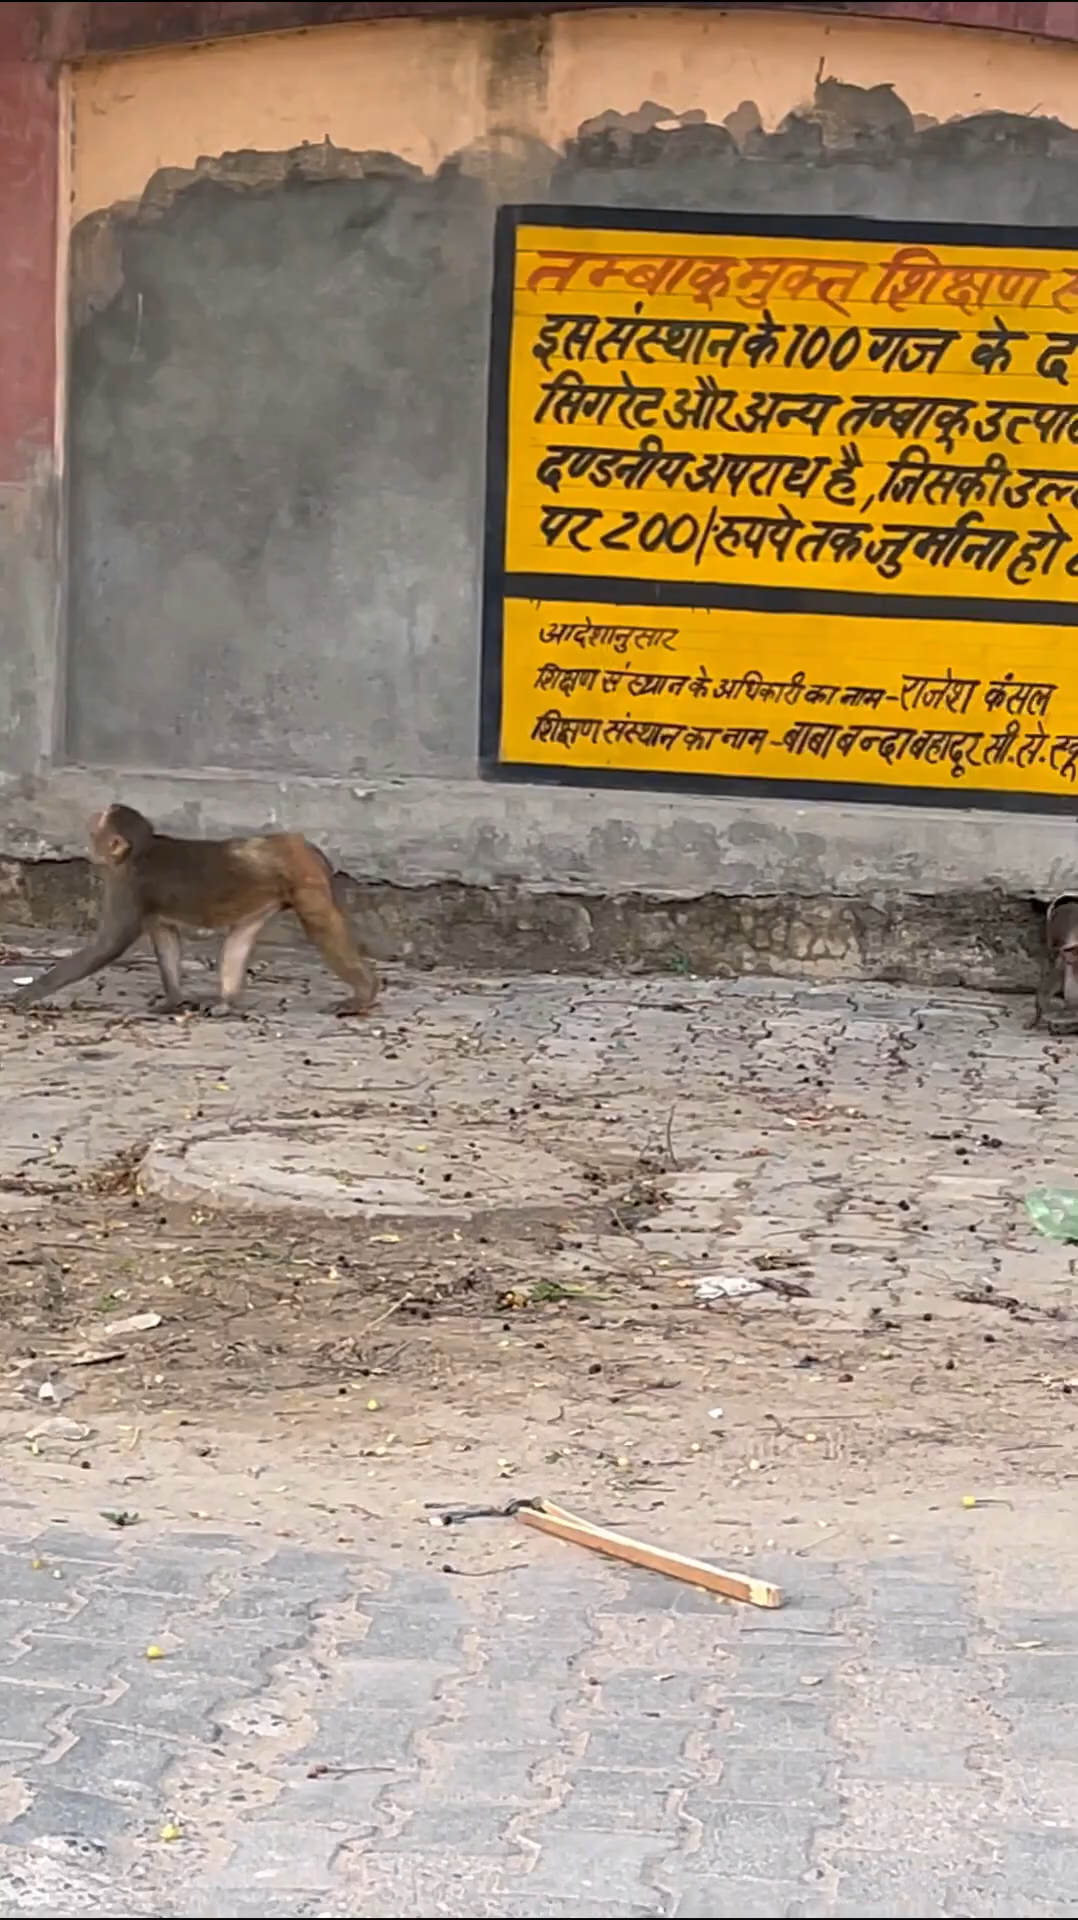 तम्बाकू मुक्त शिक्षण
इस संस्थान के 100 गज के
सिगरेट और अन्य तम्बाकू
दण्डनीय अपराध है, जिसकी
पर 200/ रुपये तक जुर्माना हो
आदेशानुसार
शिक्षण संस्थान के अधिकारी का नाम - राजेश कंसल
शिक्षण संस्थान का नाम - बाबा बन्दा बहादूर सी. से.